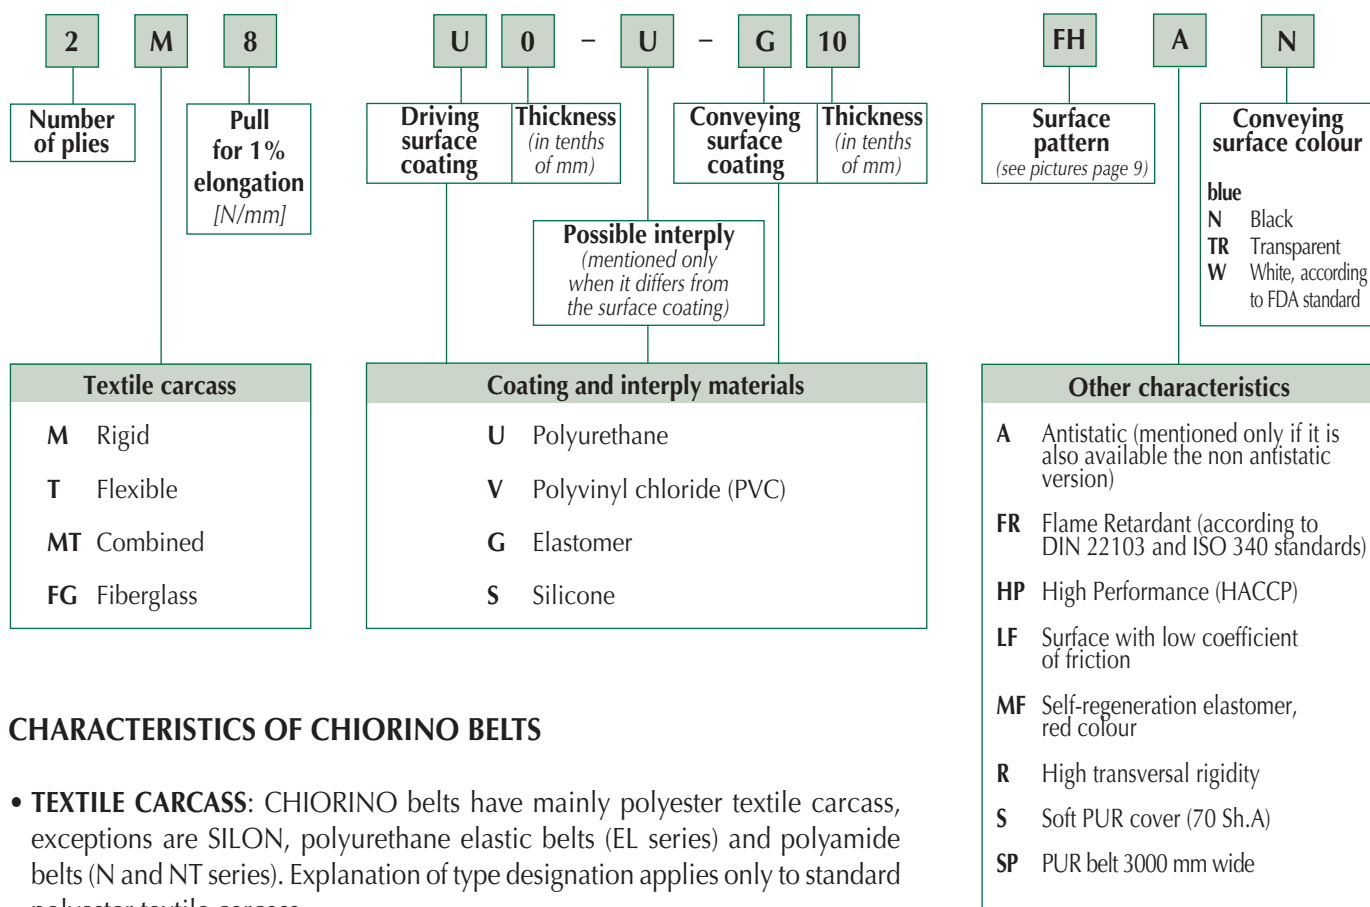 2 M 8 U 0 – U – G 10 FH A N
Number
of plies
Pull
for 1%
elongation
[N/mm]
Driving
surface
coating
Thickness
(in tenths
of mm)
Conveying
surface
coating
Thickness
(in tenths
of mm)
Possible interply
(mentioned only
when it differs from
the surface coating)
Surface
pattern
(see pictures page 9)
Conveying
surface colour
blue
N Black
TR Transparent
W White, according
to FDA standard
Textile carcass
M Rigid
T Flexible
MT Combined
FG Fiberglass
Coating and interply materials
U Polyurethane
V Polyvinyl chloride (PVC)
G Elastomer
S Silicone
Other characteristics
A Antistatic (mentioned only if it is
also available the non antistatic
version)
FR Flame Retardant (according to
DIN 22103 and ISO 340 standards)
HP High Performance (HACCP)
LF Surface with low coefficient
of friction
MF Self-regeneration elastomer,
red colour
R High transversal rigidity
S Soft PUR cover (70 Sh.A)
SP PUR belt 3000 mm wide
CHARACTERISTICS OF CHIORINO BELTS
• TEXTILE CARCASS: CHIORINO belts have mainly polyester textile carcass,
exceptions are SILON, polyurethane elastic belts (EL series) and polyamide
belts (N and NT series). Explanation of type designation applies only to standard